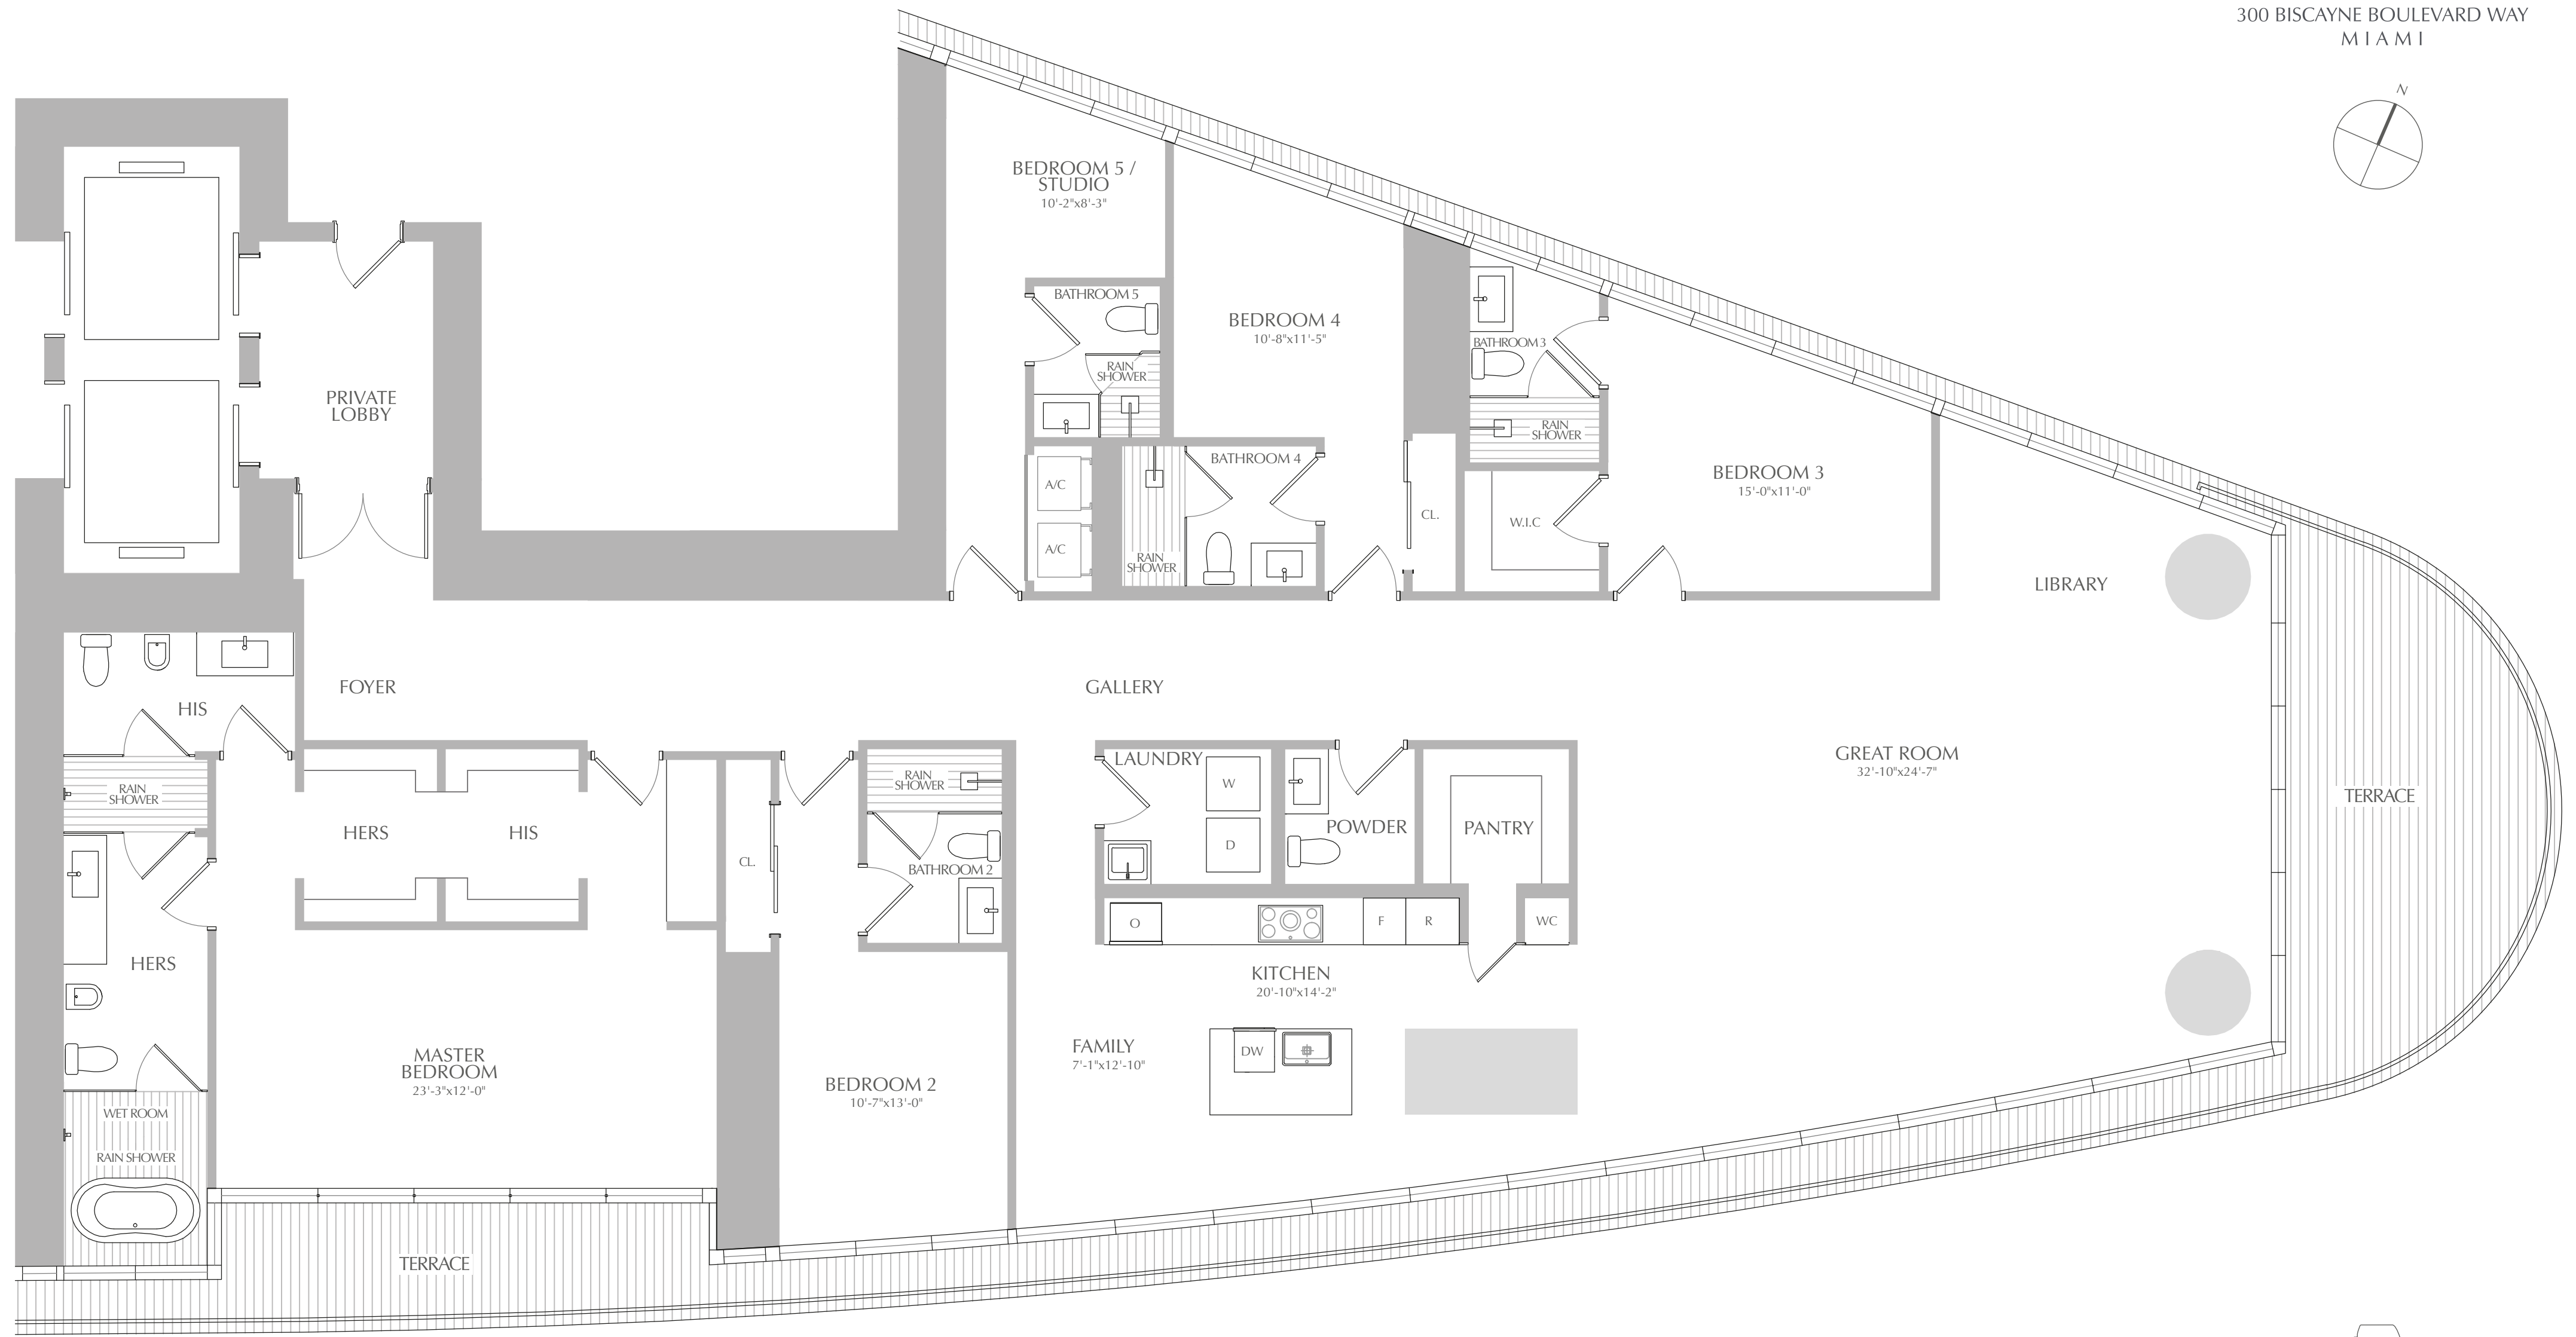 300 BISCAYNE BOULEVARD WAY
MIAMI
N
BEDROOM 5 /
STUDIO
10'-2"x8'-3"
BATHROOM 5
RAIN
SHOWER
BEDROOM 4
10'-8"x11'-5"
BATHROOM 3
RAIN
SHOWER
PRIVATE
LOBBY
BATHROOM 4
A/C
A/C
RAIN
SHOWER
CL.
W.I.C
BEDROOM 3
15'-0"x11'-0"
LIBRARY
HIS
FOYER
GALLERY
RAIN
SHOWER
HERS
HIS
CL.
RAIN
SHOWER
BATHROOM 2
LAUNDRY
W
D
POWDER
PANTRY
GREAT ROOM
32'-10"x24'-7"
TERRACE
O
F
R
WC
HERS
KITCHEN
20'-10"x14'-2"
MASTER
BEDROOM
23'-3"x12'-0"
BEDROOM 2
10'-7"x13'-0"
FAMILY
7'-1"x12'-10"
DW
WET ROOM
RAIN SHOWER
TERRACE